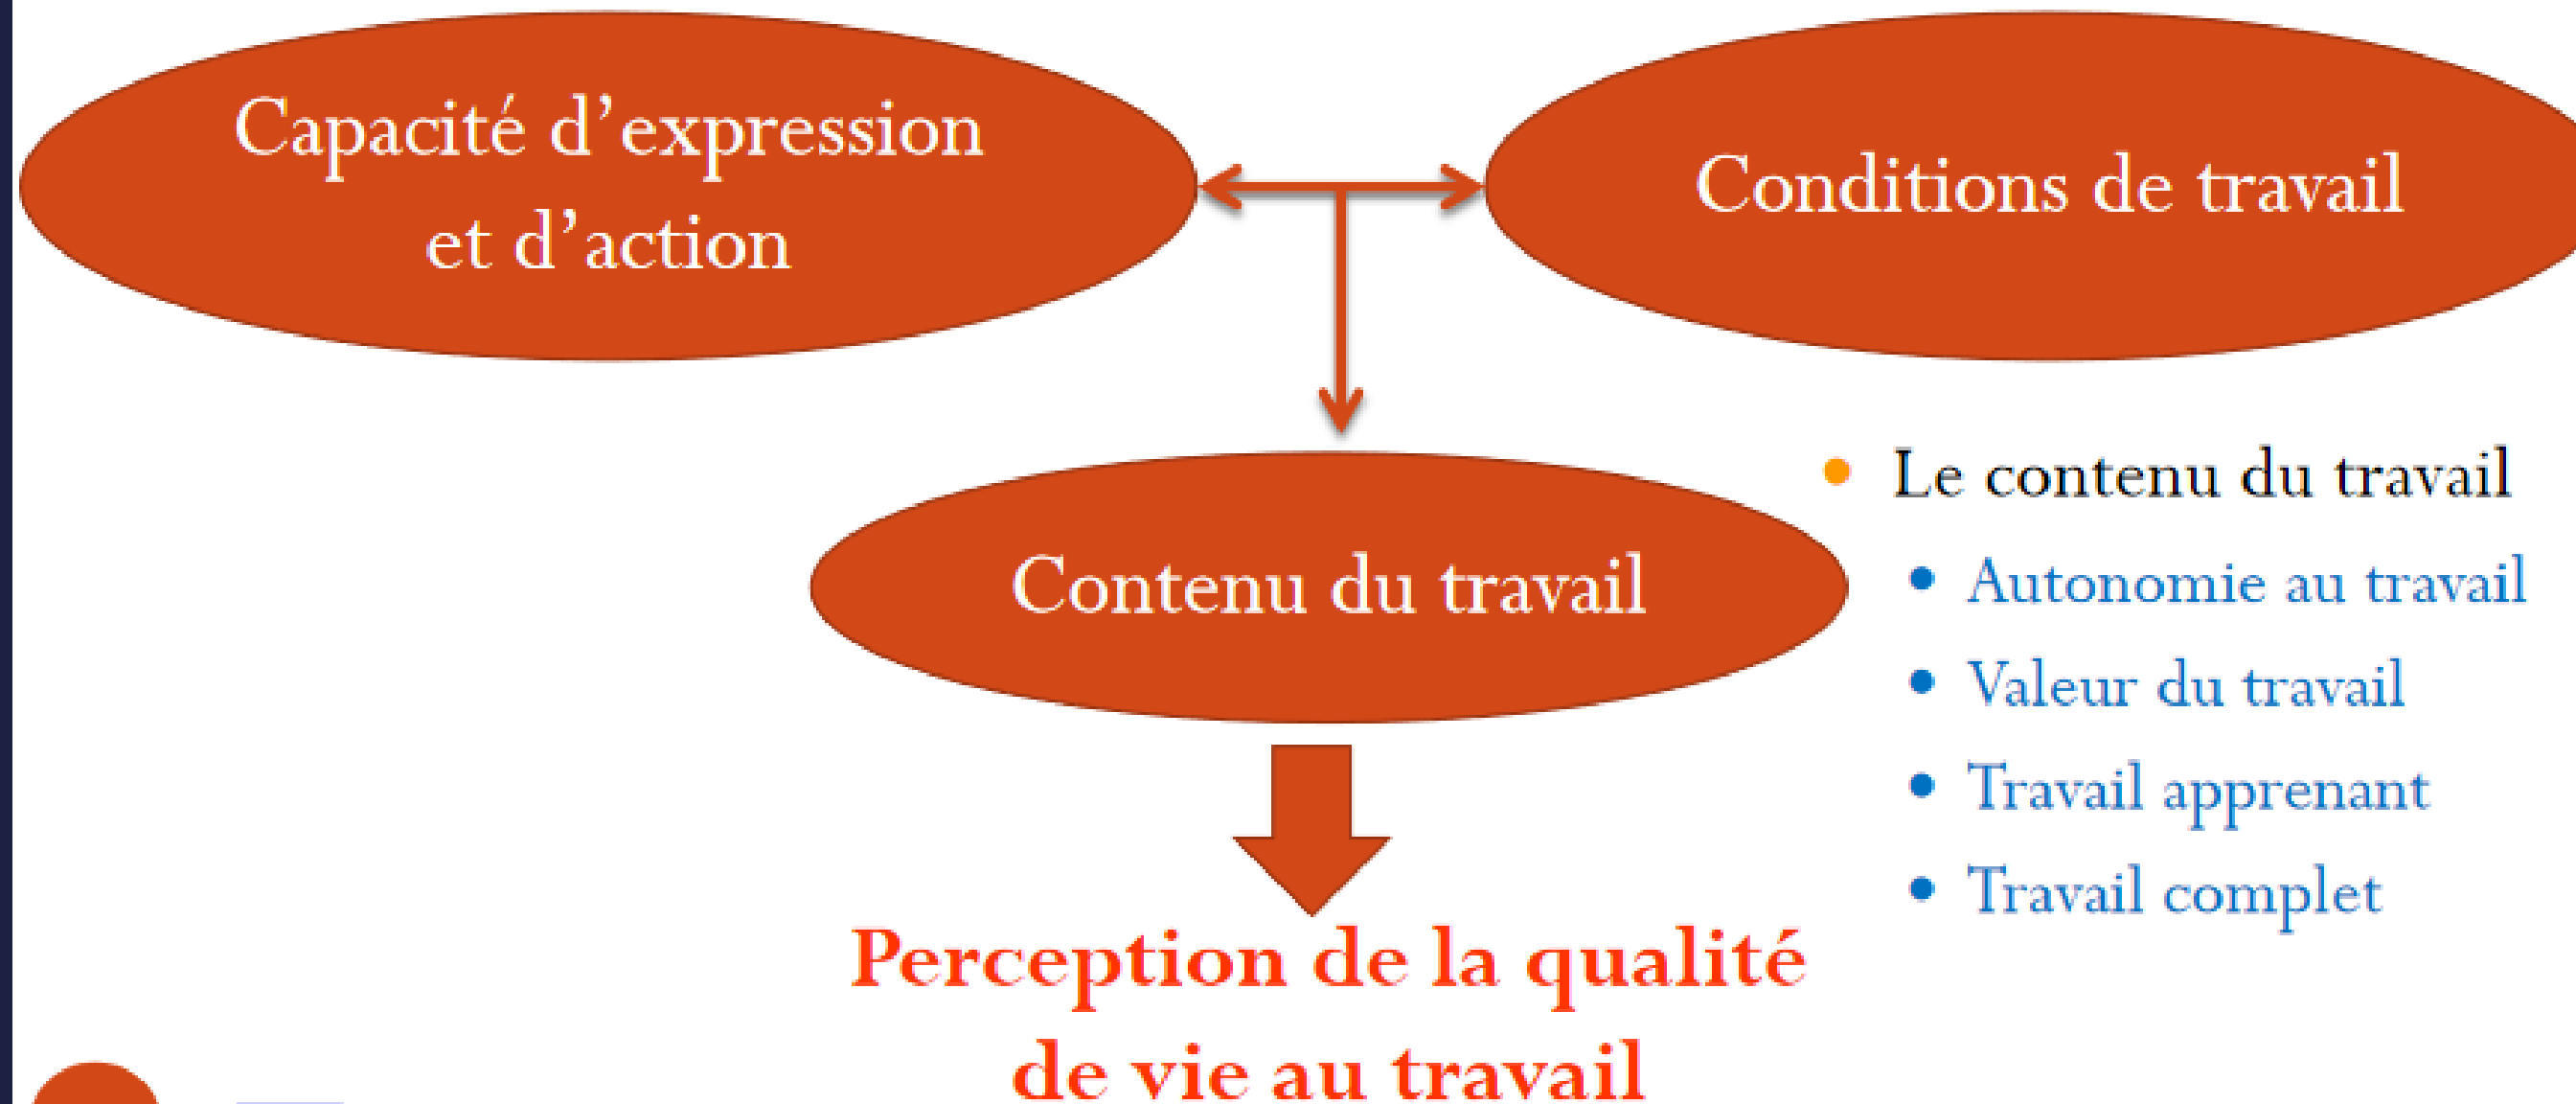 Capacité d’expression
et d’action
Conditions de travail
Contenu du travail
• Le contenu du travail
• Autonomie au travail
• Valeur du travail
• Travail apprenant
• Travail complet
Perception de la qualité
de vie au travail